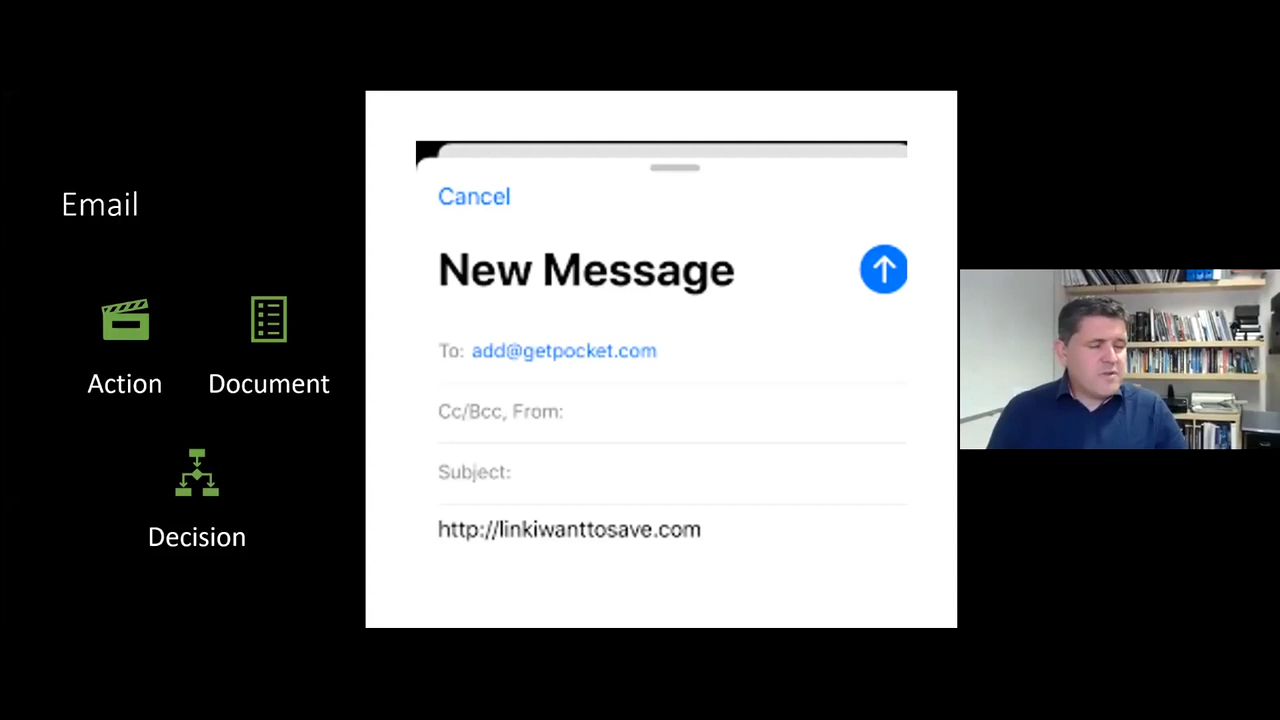 Email
Action
Document
Decision
Cancel
New Message
To: add@getpocket.com
Cc/Bcc, From:
Subject:
http://linkiwanttosave.com